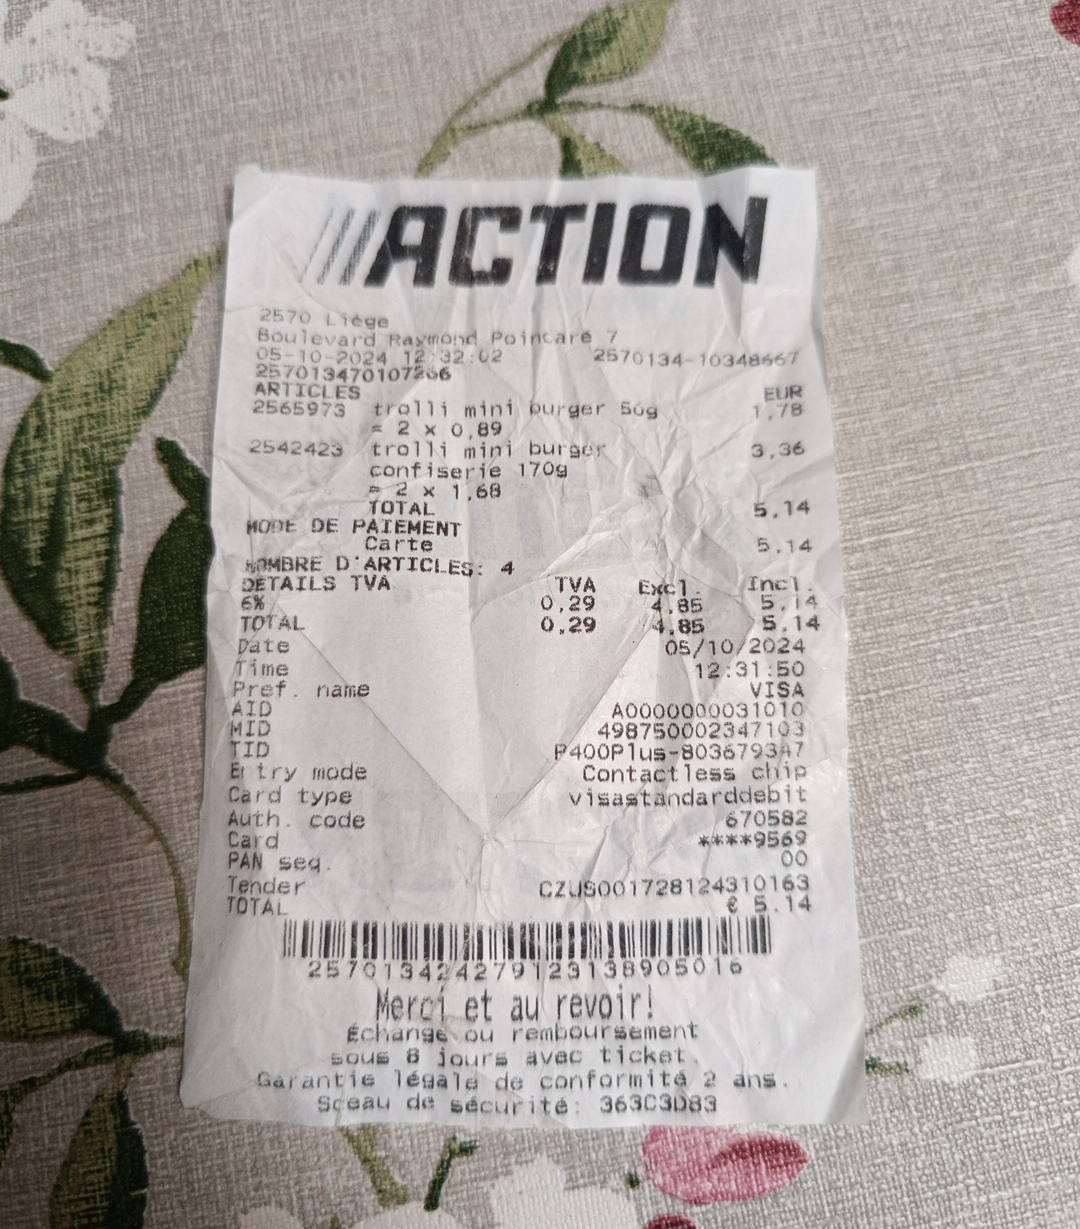 ACTION
2570 Liège
Boulevard Raymond Poincaré 7
05-10-2024 12:32:02 2570134-10348667
257013470107266
ARTICLES EUR
2565973 trolli mini burger 50g 1,78
= 2 x 0,89
2542423 trolli mini burger 3,36
confiserie 170g
= 2 x 1,68
TOTAL 5,14
MODE DE PAIEMENT
Carte 5,14
NOMBRE D'ARTICLES: 4
DETAILS TVA TVA Excl. Incl.
6% 0,29 4,85 5,14
TOTAL 0,29 4,85 5,14
Date 05/10/2024
Time 12:31:50
Pref. name VISA
AID A0000000031010
MID 498750002347103
TID P400Plus-803679347
Entry mode Contactless chip
Card type visastandarddebit
Auth. code 670582
Card ****9569
PAN seq. 00
Tender CZUS001728124310163
TOTAL € 5.14
257013424279123138905016
Merci et au revoir!
Échange ou remboursement
sous 8 jours avec ticket.
Garantie légale de conformité 2 ans.
Sceau de sécurité: 363C3D83